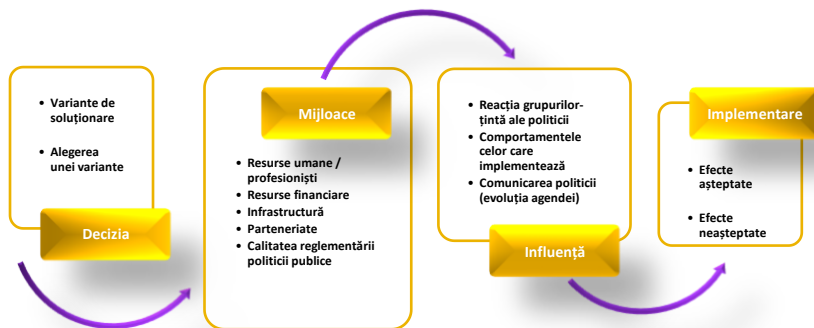 • Variante de
soluționare
• Alegerea
unei variante
Decizia
Mijloace
• Resurse umane /
profesioniști
• Resurse financiare
• Infrastructură
• Parteneriate
• Calitatea reglementării
politicii publice
• Reacția grupurilor-
țintă ale politicii
• Comportamentele
celor care
implementează
• Comunicarea politicii
(evoluția agendei)
Influență
Implementare
• Efecte
așteptate
• Efecte
neașteptate